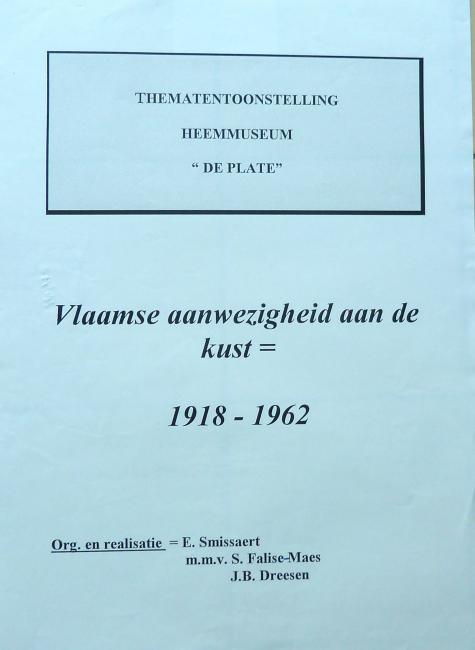 THEMATENTOONSTELLING
HEEMMUSEUM
“ DE PLATE”
Vlaamse aanwezigheid aan de
kust =
1918 - 1962
Org. en realisatie = E. Smissaert
m.m.v. S. Falise-Maes
J.B. Dreesen